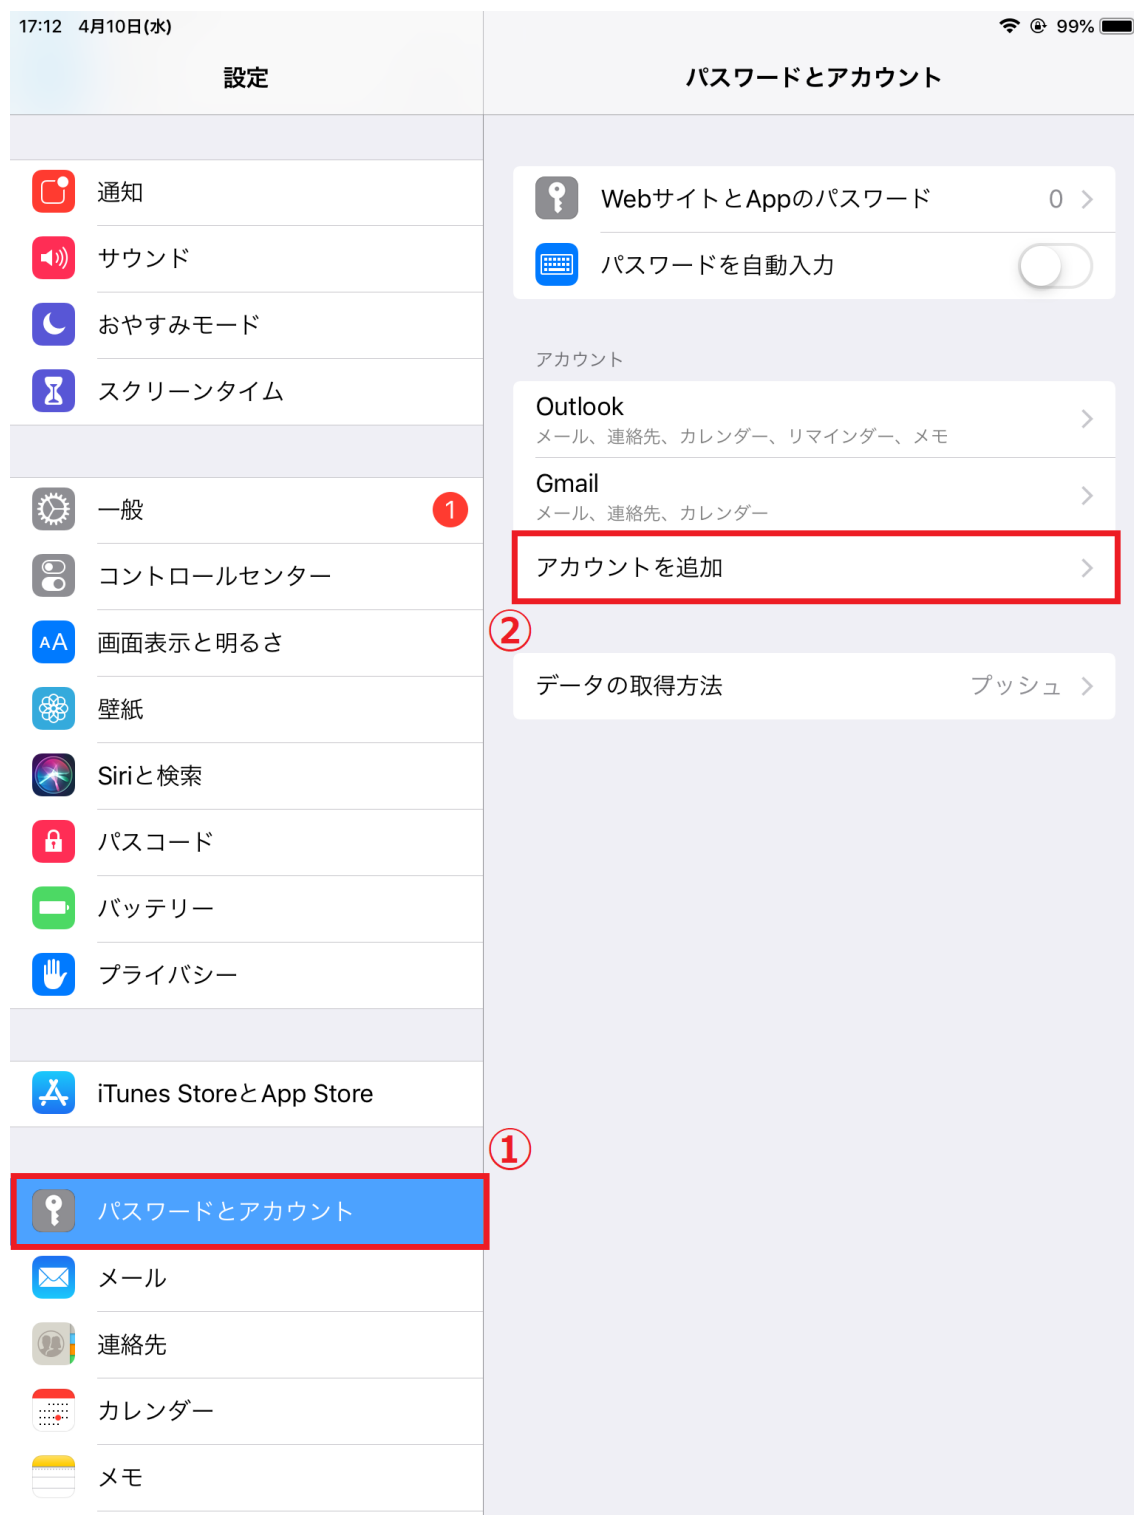 17:12 4月10日(水)
99%
設定
通知
サウンド
おやすみモード
スクリーンタイム
一般
1
コントロールセンター
AA 画面表示と明るさ
壁紙
Siriと検索
パスコード
バッテリー
プライバシー
iTunes StoreとApp Store
①
パスワードとアカウント
メール
連絡先
カレンダー
メモ
パスワードとアカウント
WebサイトとAppのパスワード 0
パスワードを自動入力
アカウント
Outlook
メール、連絡先、カレンダー、リマインダー、メモ
Gmail
メール、連絡先、カレンダー
アカウントを追加
②
データの取得方法 プッシュ